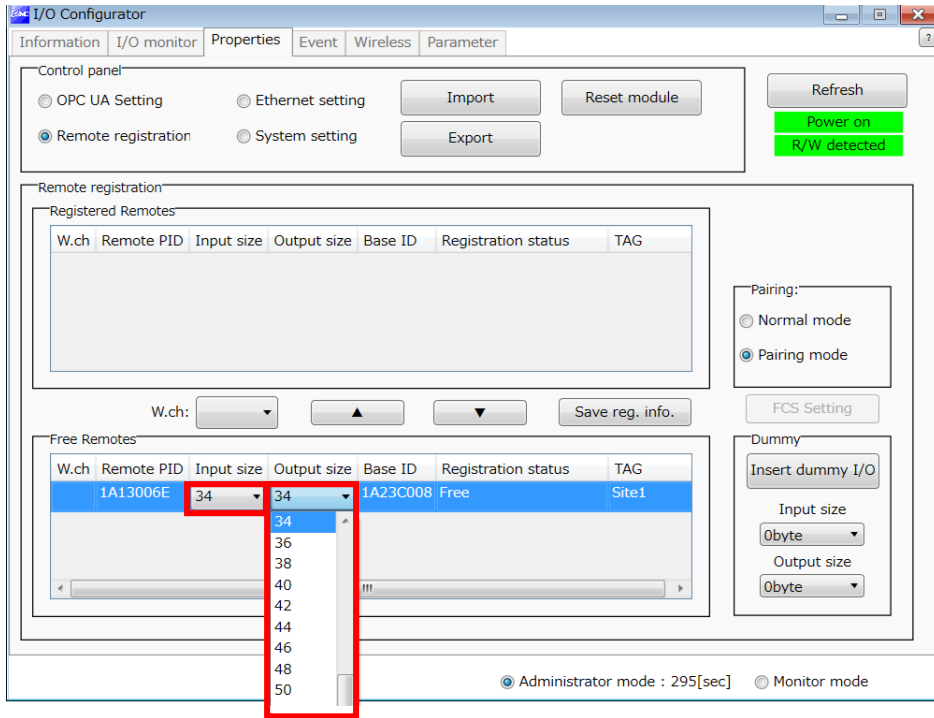 I/O Configurator
Information I/O monitor Properties Event Wireless Parameter ?
Control panel
OPC UA Setting Ethernet setting Import Reset module Refresh
Remote registration System setting Export Power on
R/W detected
Remote registration
Registered Remotes
W.ch Remote PID Input size Output size Base ID Registration status TAG
Pairing:
Normal mode
Pairing mode
W.ch: ▲ ▼ Save reg. info. FCS Setting
Free Remotes Dummy
W.ch Remote PID Input size Output size Base ID Registration status TAG Insert dummy I/O
1A13006E 34 34 1A23C008 Free Site1
Input size
0byte
Output size
0byte
34
36
38
40
42
44
46
48
50
Administrator mode : 295[sec] Monitor mode